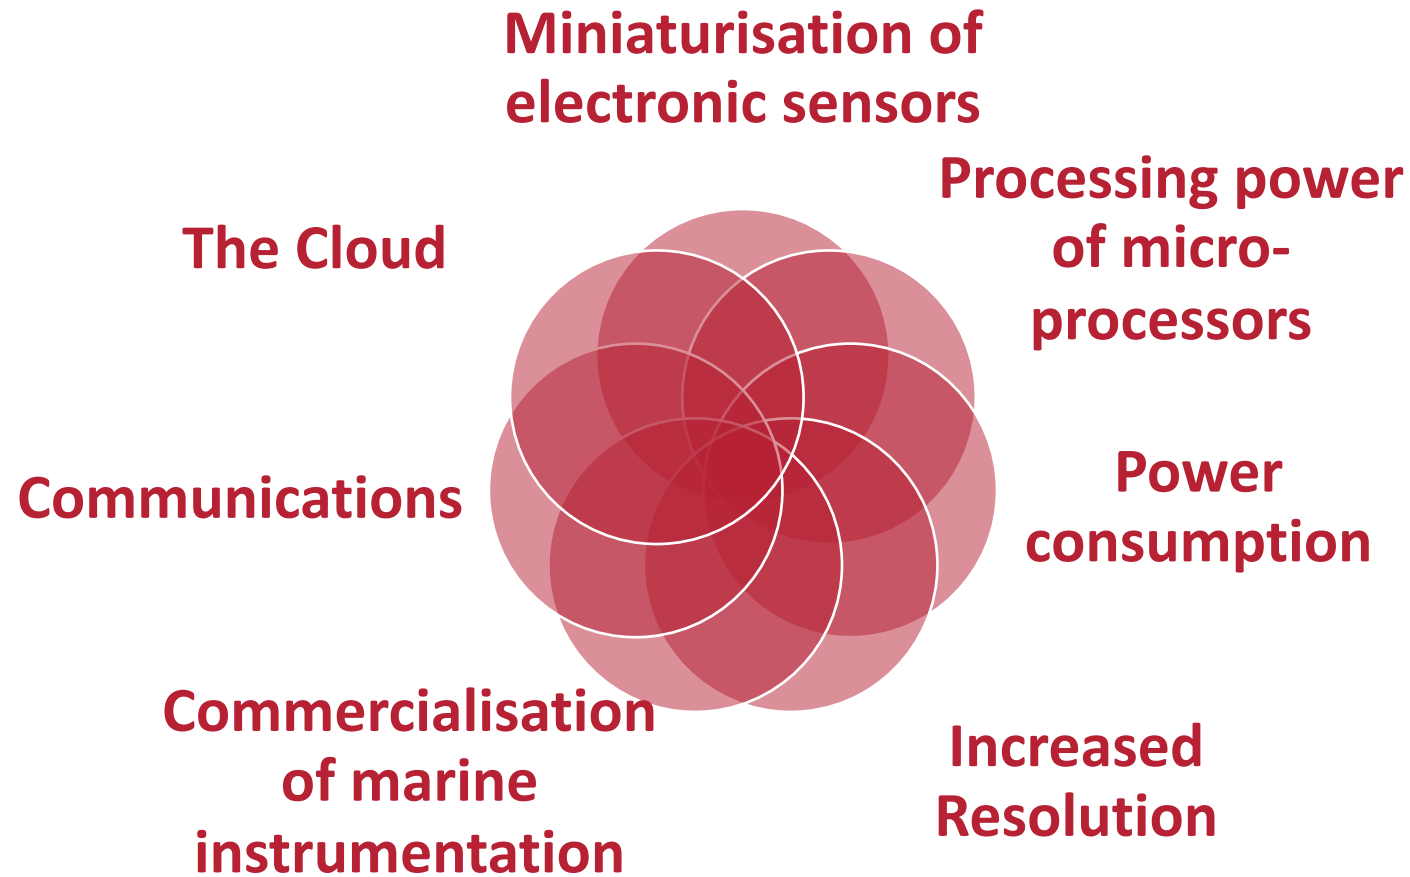 Miniaturisation of
electronic sensors
Processing power
of micro-
processors
Power
consumption
Increased
Resolution
Commercialisation
of marine
instrumentation
Communications
The Cloud